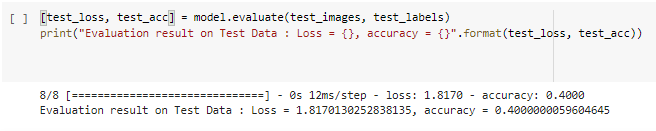 [ ] [test_loss, test_acc] = model.evaluate(test_images, test_labels)
print("Evaluation result on Test Data : Loss = {}, accuracy = {}".format(test_loss, test_acc))
8/8 [==============================] - 0s 12ms/step - loss: 1.8170 - accuracy: 0.4000
Evaluation result on Test Data : Loss = 1.8170130252838135, accuracy = 0.4000000059604645